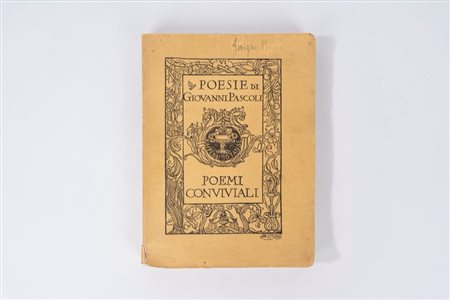 POESIE DI
GIOVANNI PASCOLI
POEMI
CONVIVIALI